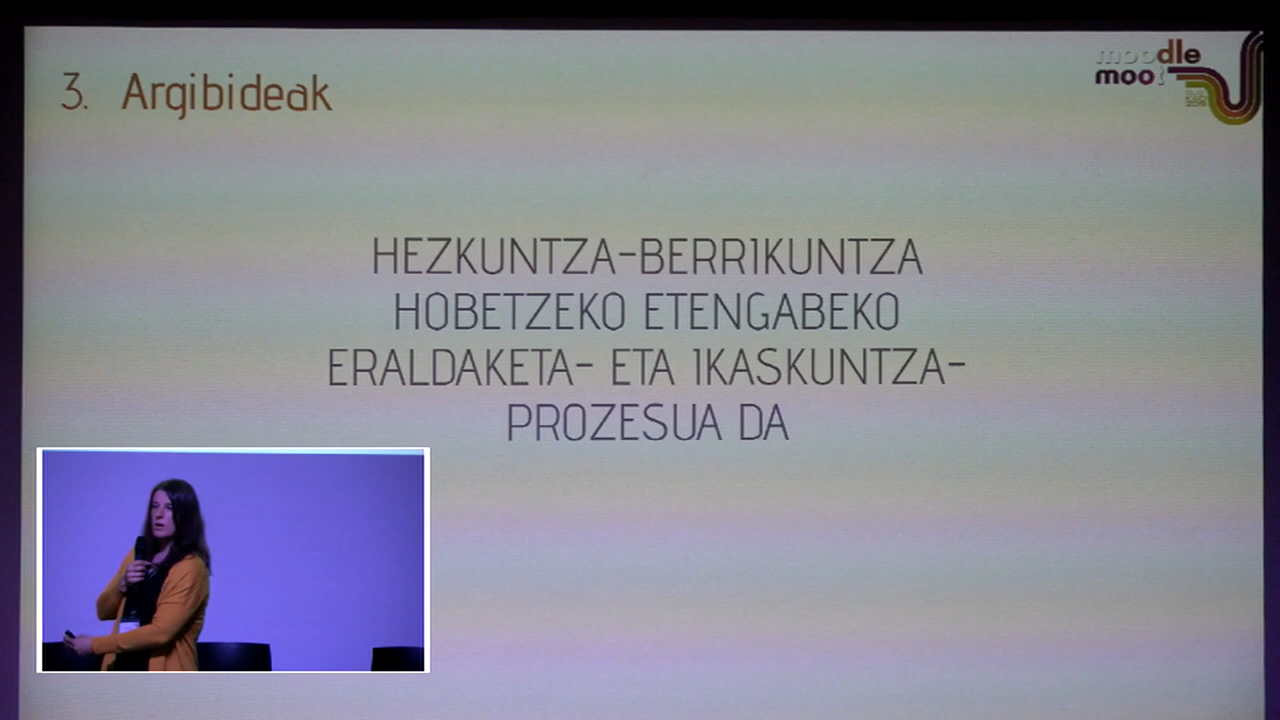 3. Argibideak
moodle
moot
HEZKUNTZA-BERRIKUNTZA
HOBETZEKO ETENGABEKO
ERALDAKETA- ETA IKASKUNTZA-
PROZESUA DA